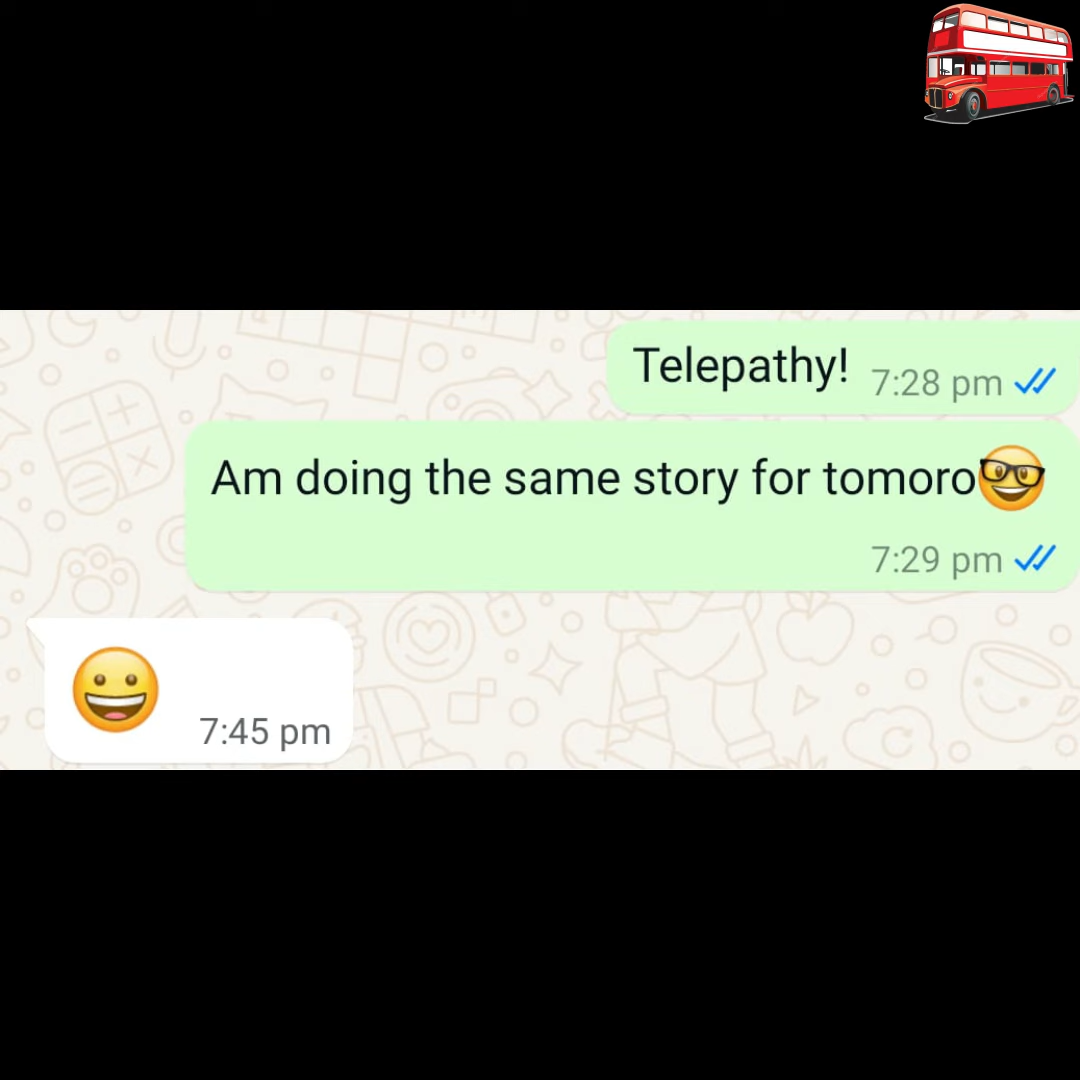 Telepathy! 7:28 pm
Am doing the same story for tomoro🤓
7:29 pm
😀 7:45 pm